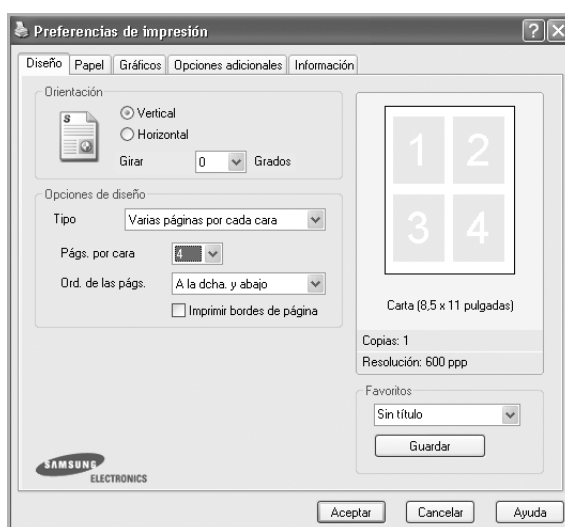 Preferencias de impresión
Diseño Papel Gráficos Opciones adicionales Información
Orientación
S
Vertical
Horizontal
Girar 0 Grados
Opciones de diseño
Tipo Varias páginas por cada cara
Págs. por cara 4
Ord. de las págs. A la dcha. y abajo
Imprimir bordes de página
1 2
3 4
Carta (8,5 x 11 pulgadas)
Copias: 1
Resolución: 600 ppp
Favoritos
Sin título
Guardar
SAMSUNG
ELECTRONICS
Aceptar Cancelar Ayuda